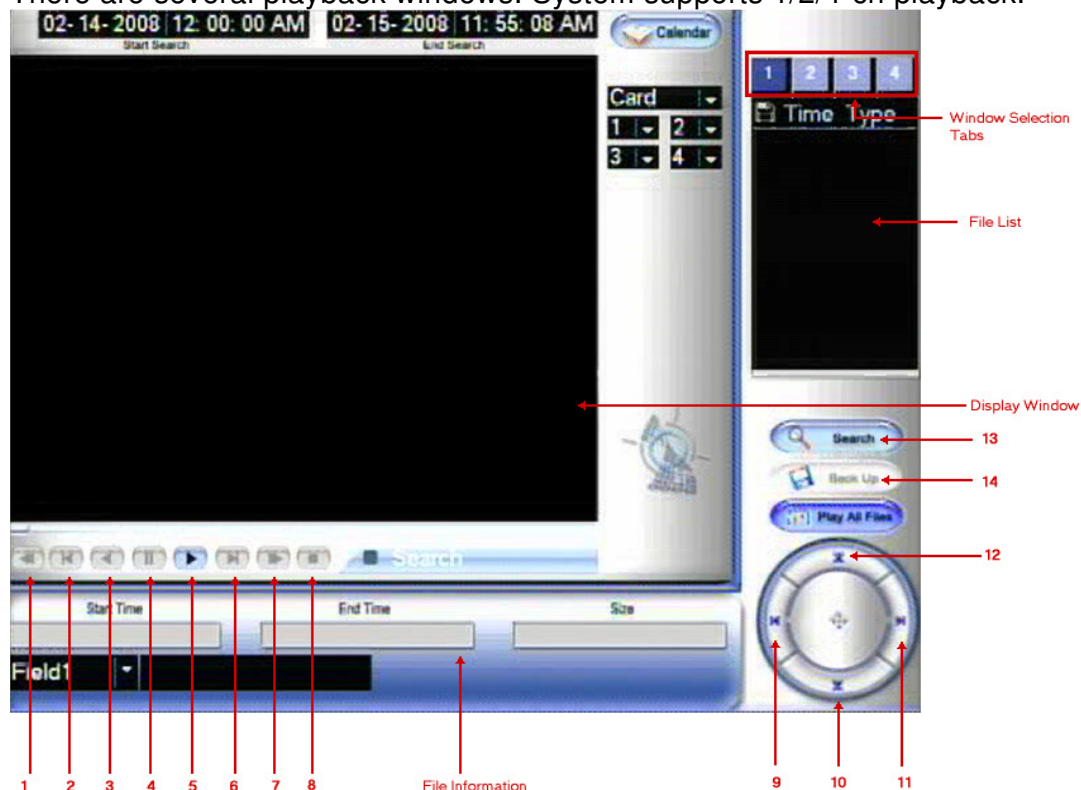 There are several playback windows. System supports 1/2/4-ch playback.
02-14-2008 12:00:00 AM
02-15-2008 11:55:08 AM
Start Search
End Search
Calendar
1 2 3 4
Card
1 2
3 4
Time Type
Window Selection
Tabs
File List
Display Window
Search
13
Back Up
14
Play All Files
12
Search
Start Time
End Time
Size
Field1
1 2 3 4 5 6 7 8
File Information
9 10 11